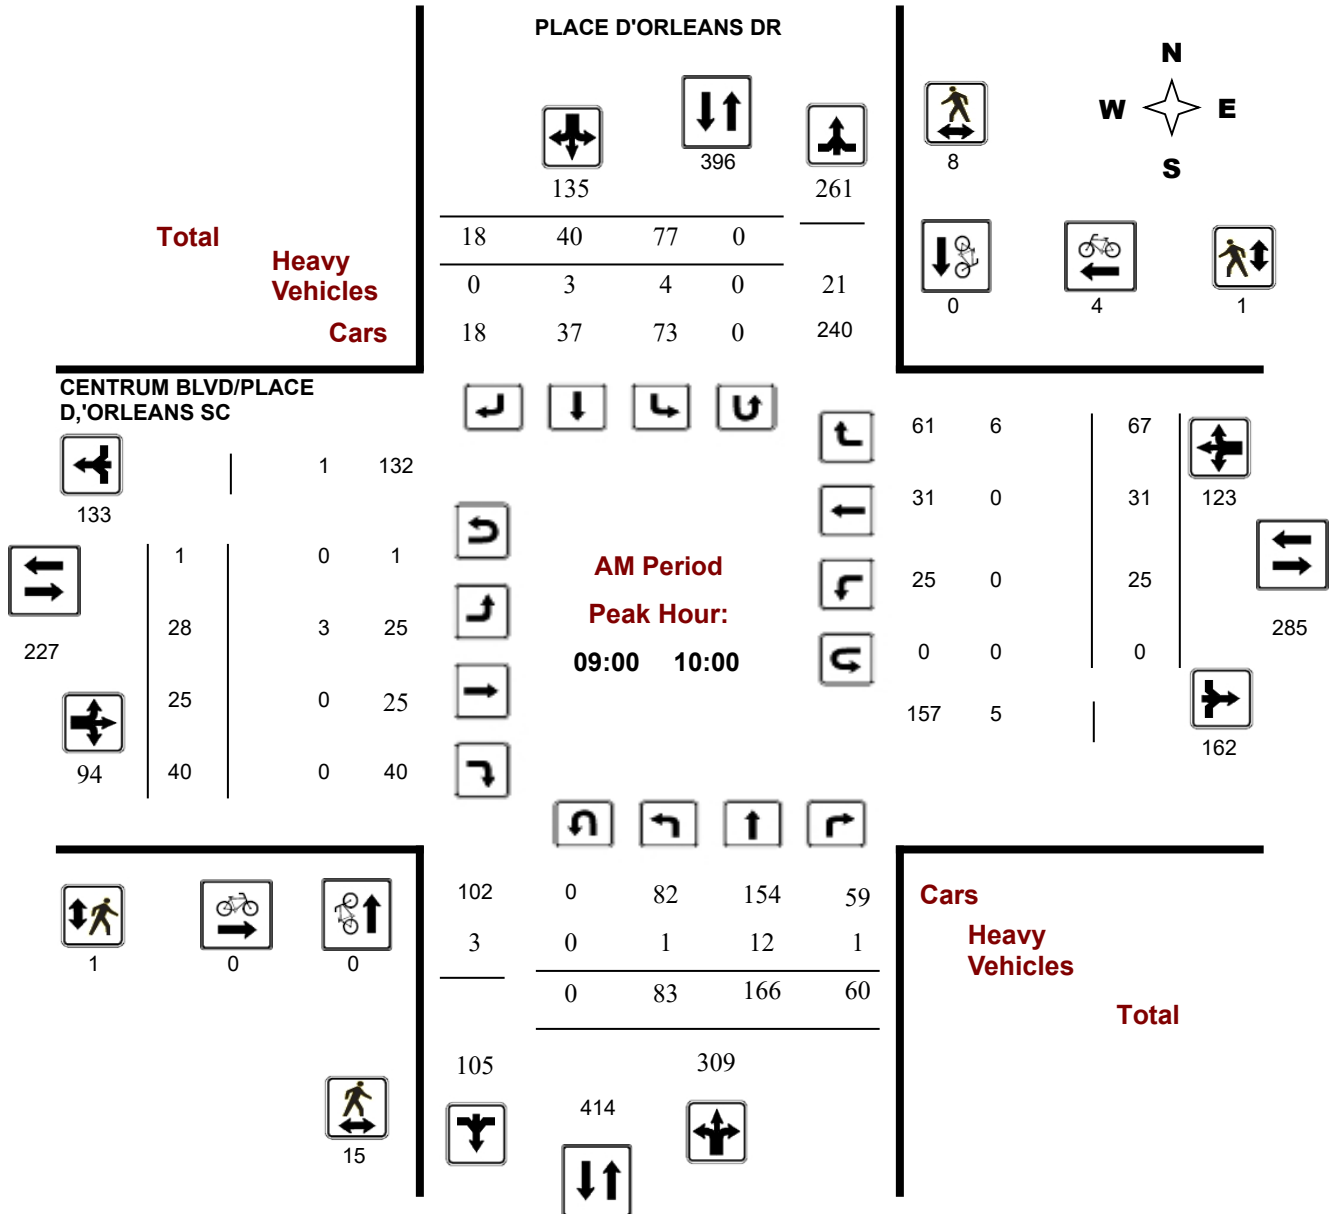 PLACE D'ORLEANS DR
N
W E
S
396
8
135
261
Total
18 40 77 0
Heavy
Vehicles
0 3 4 0 21
0 4 1
Cars
18 37 73 0 240
CENTRUM BLVD/PLACE
D,'ORLEANS SC
61 6 67
1 132
31 0 31 123
133
1 0 1
AM Period
25 0 25
Peak Hour:
28 3 25
285
227
09:00 10:00
0 0 0
25 0 25
157 5
162
94 40 0 40
102 0 82 154 59
Cars
3 0 1 12 1
Heavy
Vehicles
1 0 0
0 83 166 60
Total
105 309
414
15